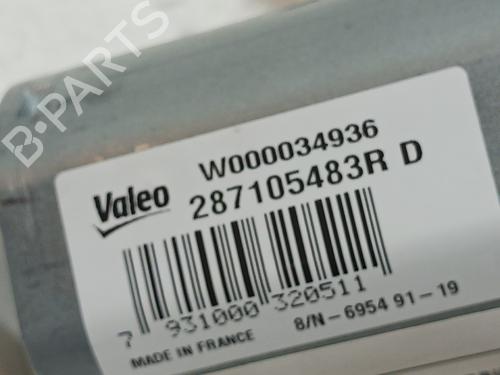 B-PARTS
W000034936
Valeo 287105483R D
7 931000 320511
MADE IN FRANCE 8/N-6954 91-19